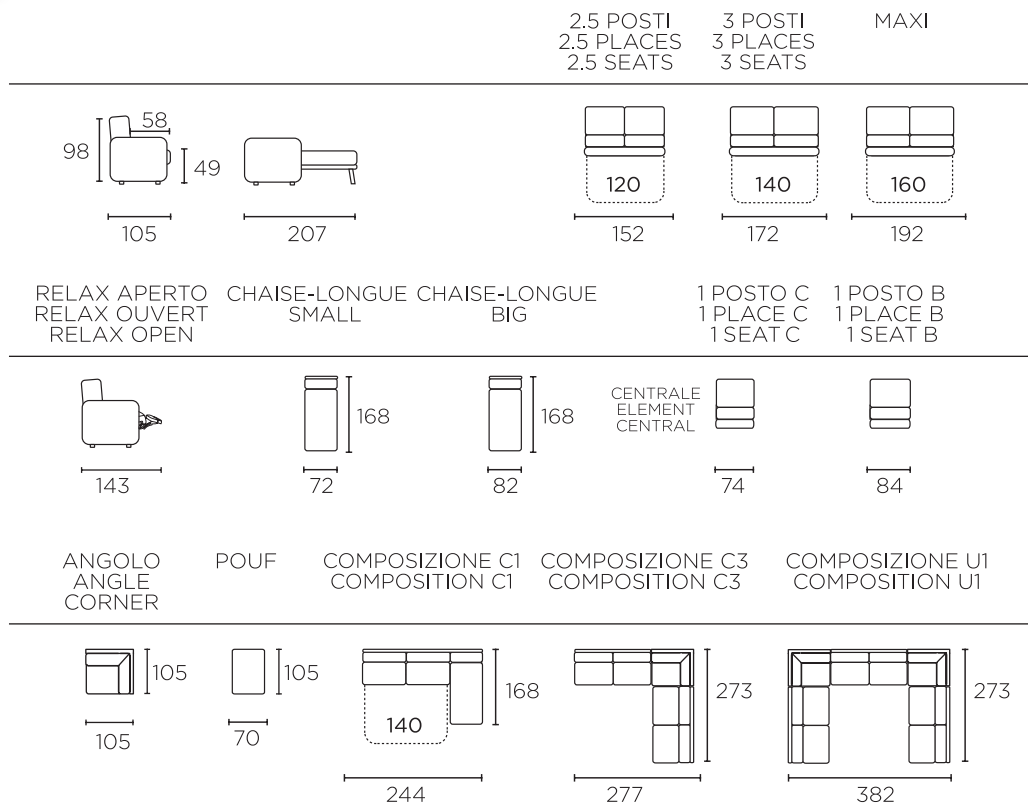 2.5 POSTI
2.5 PLACES
2.5 SEATS
3 POSTI
3 PLACES
3 SEATS
MAXI
98
58
49
105
207
120
152
140
172
160
192
RELAX APERTO
RELAX OUVERT
RELAX OPEN
CHAISE-LONGUE
SMALL
CHAISE-LONGUE
BIG
1 POSTO C
1 PLACE C
1 SEAT C
1 POSTO B
1 PLACE B
1 SEAT B
143
168
72
168
82
CENTRALE
ELEMENT
CENTRAL
74
84
ANGOLO
ANGLE
CORNER
POUF
COMPOSIZIONE C1
COMPOSITION C1
COMPOSIZIONE C3
COMPOSITION C3
COMPOSIZIONE U1
COMPOSITION U1
105
105
105
70
140
168
244
273
277
273
382